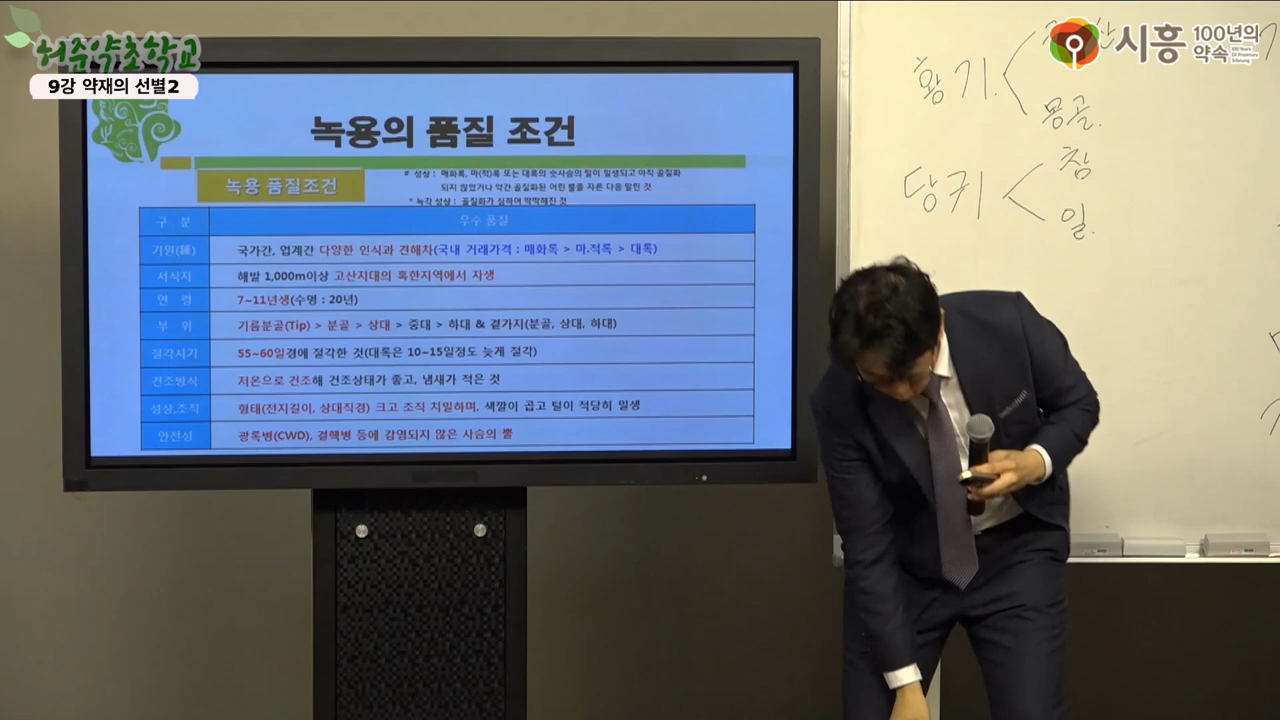 허준약초학교
9강 약재의 선별2
시흥 100년의 약속
녹용의 품질 조건
녹용 품질조건
# 성상 : 매화록, 마(적)록 또는 대록의 숫사슴의 털이 밀생되고 아직 골질화
되지 않았거나 약간 골질화된 어린 뿔을 자른 다음 말린 것
* 녹각 성상 : 골질화가 심하여 딱딱해진 것
구 분 우수 품질
기원(種) 국가간, 업계간 다양한 인식과 견해차(국내 거래가격 : 매화록 > 마.적록 > 대록)
서식지 해발 1,000m이상 고산지대의 혹한지역에서 자생
연 령 7~11년생(수명 : 20년)
부 위 기름분골(Tip) > 분골 > 상대 > 중대 > 하대 & 곁가지(분골, 상대, 하대)
절각시기 55~60일경에 절각한 것(대록은 10~15일정도 늦게 절각)
건조방식 저온으로 건조해 건조상태가 좋고, 냄새가 적은 것
성상,조직 형태(전지길이, 상대직경) 크고 조직 치밀하며, 색깔이 곱고 털이 적당히 밀생
안전성 광록병(CWD), 결핵병 등에 감염되지 않은 사슴의 뿔
황기
몽골.
당귀
참
일.